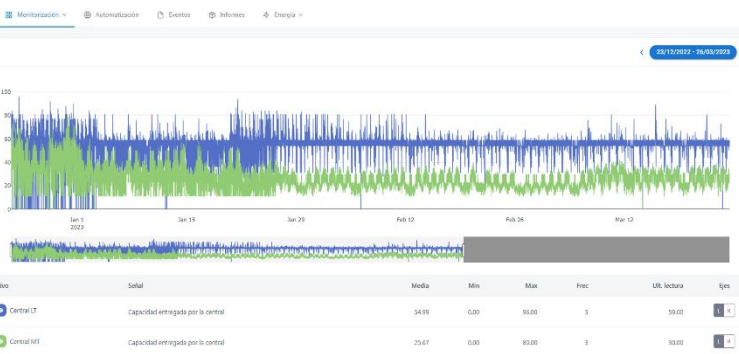 Monitorización Automatización Eventos Informes Energía
23/12/2022 - 25/03/2023
100
80
60
40
20
0
Jan 1 Jan 15 Jan 29 Feb 12 Feb 26 Mar 12
2023
ivo Señal Media Min Max Frec Ult. lectura Ejes
Central LT Capacidad entregada por la central 54.99 0.00 96.00 3 59.00 L R
Central MT Capacidad entregada por la central 25.67 0.00 80.00 3 30.00 L R